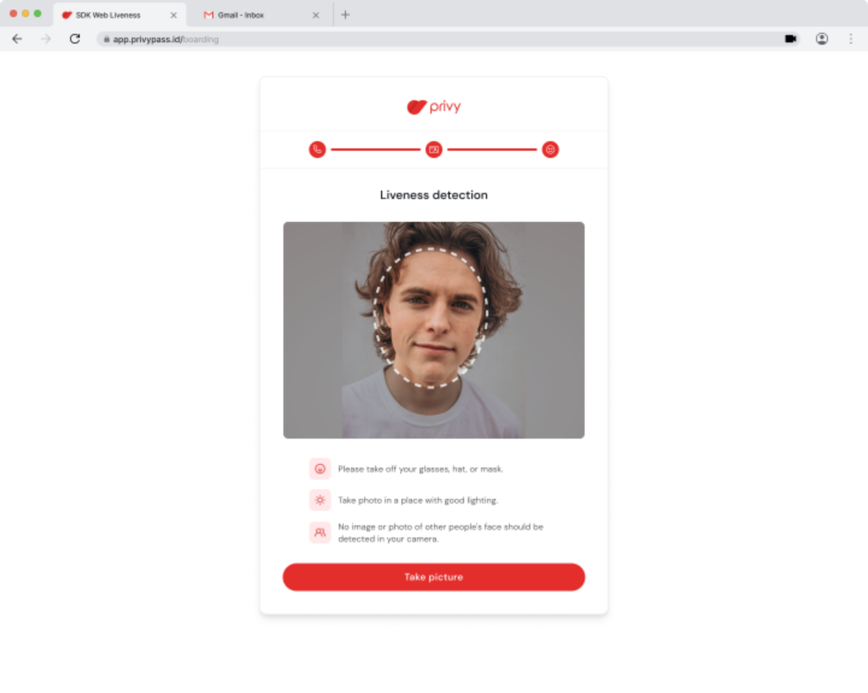 SDK Web Liveness
Gmail - Inbox
app.privypass.id/boarding
privy
Liveness detection
Please take off your glasses, hat, or mask.
Take photo in a place with good lighting.
No image or photo of other people's face should be
detected in your camera.
Take picture